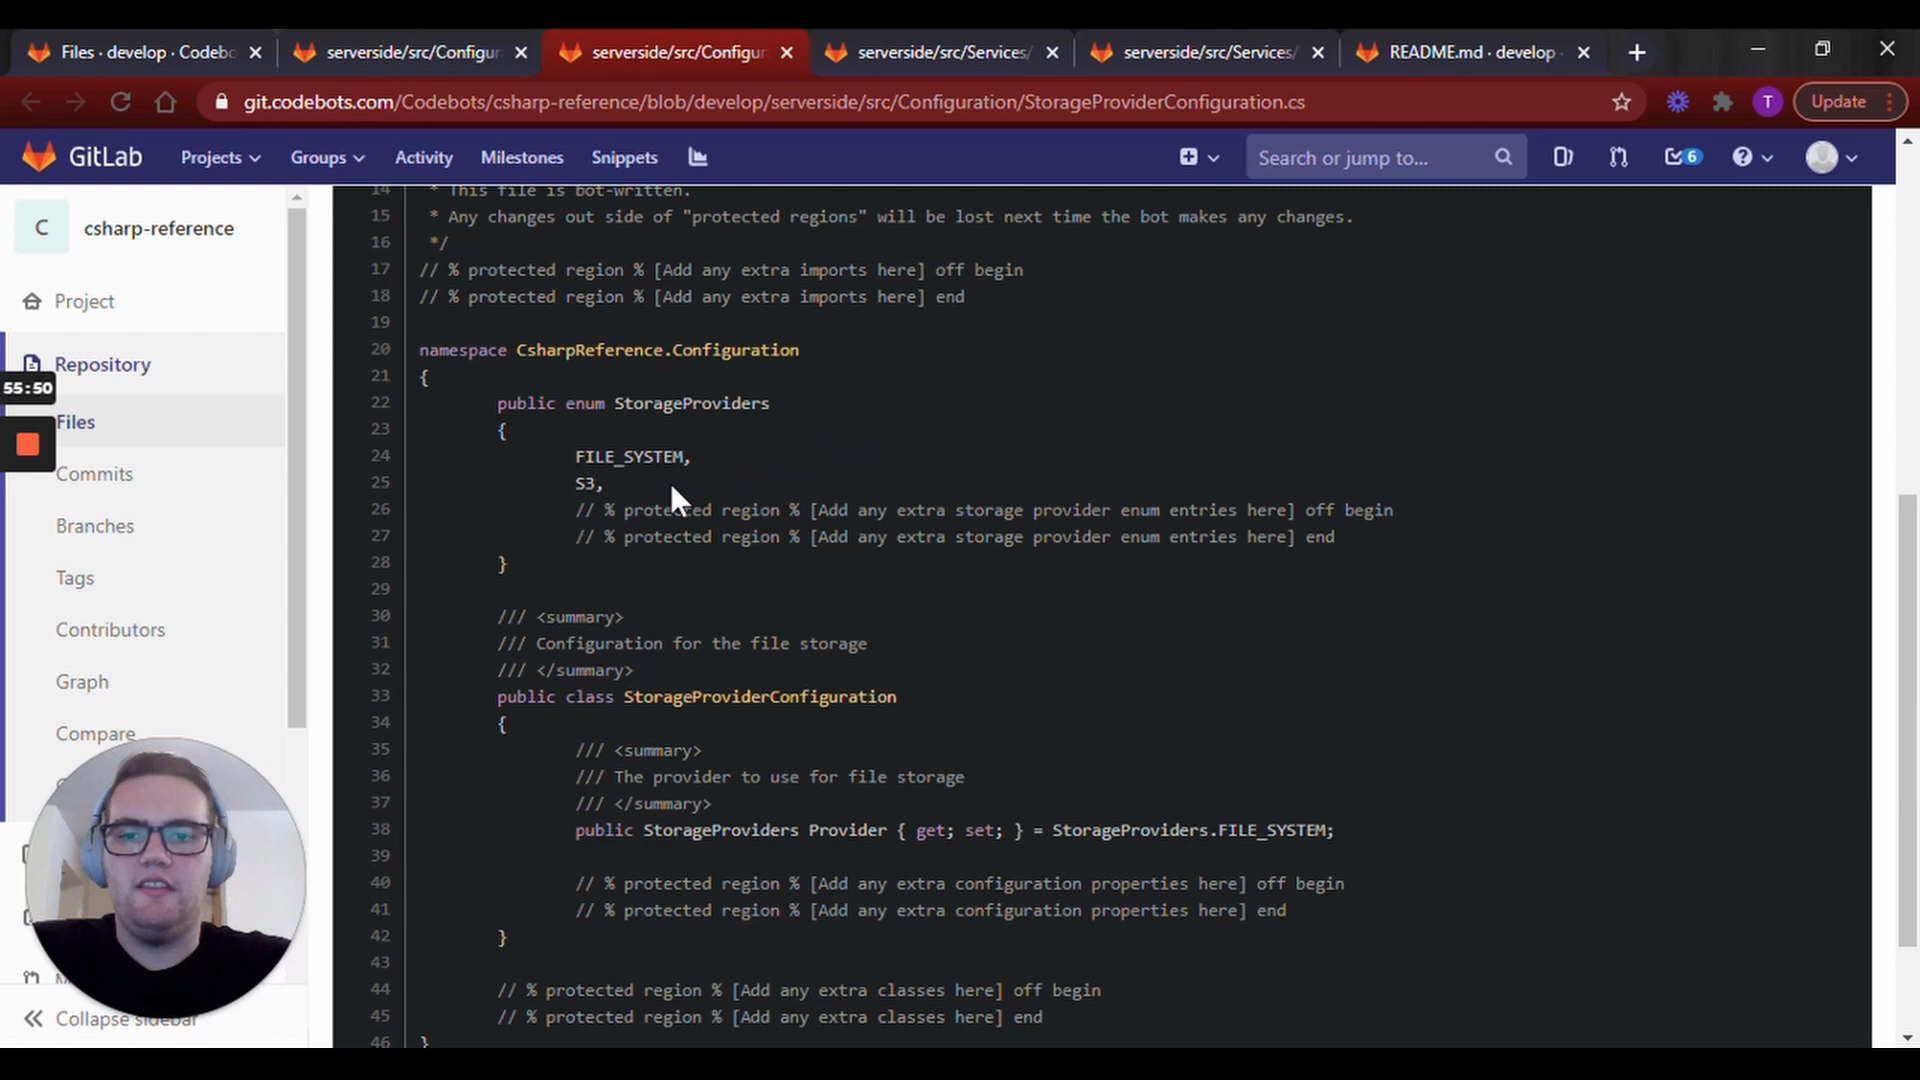 Files · develop · Codebo
serverside/src/Configur
serverside/src/Configur
serverside/src/Services/
serverside/src/Services/
README.md · develop
git.codebots.com/Codebots/csharp-reference/blob/develop/serverside/src/Configuration/StorageProviderConfiguration.cs
T
Update
GitLab
Projects
Groups
Activity
Milestones
Snippets
Search or jump to...
6
C
csharp-reference
Project
Repository
55:50
Files
Commits
Branches
Tags
Contributors
Graph
Compare
Collapse sidebar
14 * This file is bot-written.
15 * Any changes out side of "protected regions" will be lost next time the bot makes any changes.
16 */
17 // % protected region % [Add any extra imports here] off begin
18 // % protected region % [Add any extra imports here] end
19
20 namespace CsharpReference.Configuration
21 {
22 public enum StorageProviders
23 {
24 FILE_SYSTEM,
25 S3,
26 // % protected region % [Add any extra storage provider enum entries here] off begin
27 // % protected region % [Add any extra storage provider enum entries here] end
28 }
29
30 /// <summary>
31 /// Configuration for the file storage
32 /// </summary>
33 public class StorageProviderConfiguration
34 {
35 /// <summary>
36 /// The provider to use for file storage
37 /// </summary>
38 public StorageProviders Provider { get; set; } = StorageProviders.FILE_SYSTEM;
39
40 // % protected region % [Add any extra configuration properties here] off begin
41 // % protected region % [Add any extra configuration properties here] end
42 }
43
44 // % protected region % [Add any extra classes here] off begin
45 // % protected region % [Add any extra classes here] end
46 }